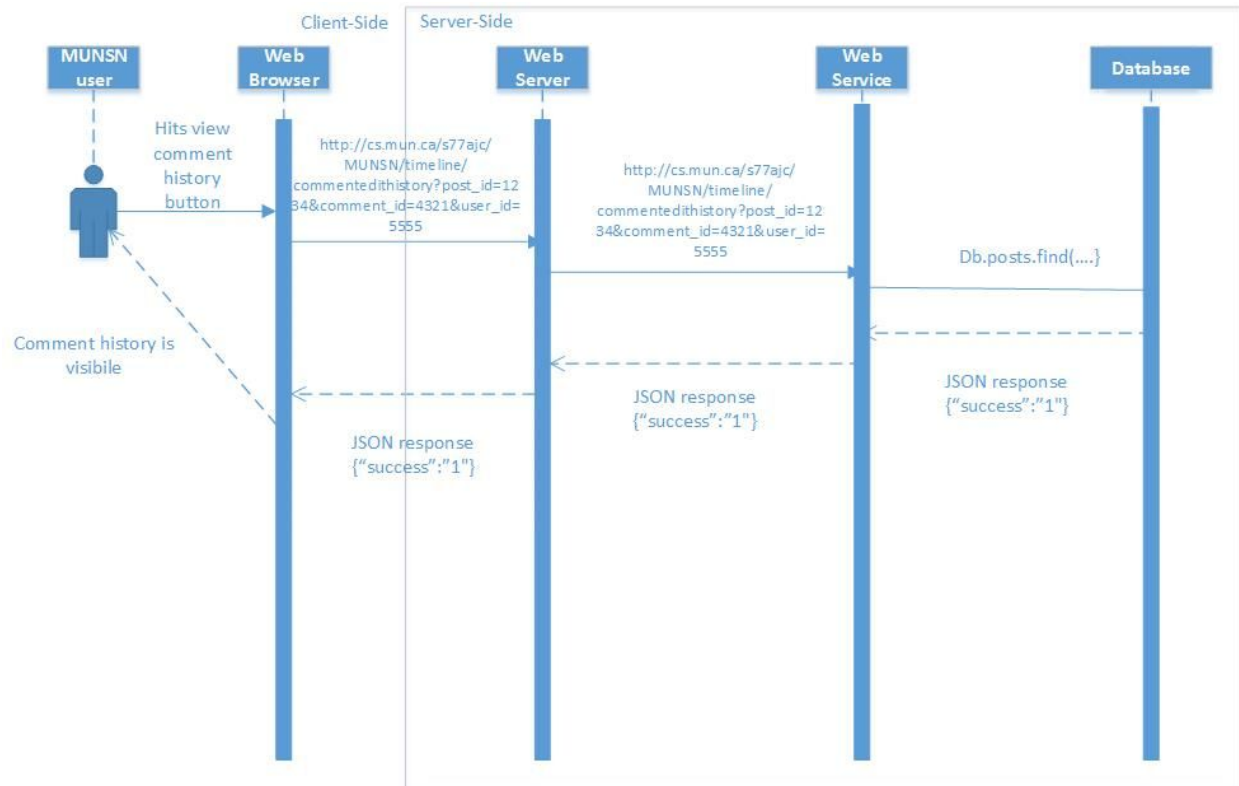 Client-Side
Server-Side
MUNSN
user
Web
Browser
Web
Server
Web
Service
Database
Hits view
comment
history
button
http://cs.mun.ca/s77ajc/
MUNSN/timeline/
commentedithistory?post_id=12
34&comment_id=4321&user_id=
5555
http://cs.mun.ca/s77ajc/
MUNSN/timeline/
commentedithistory?post_id=12
34&comment_id=4321&user_id=
5555
Db.posts.find(....}
Comment history is
visibile
JSON response
{“success”:”1"}
JSON response
{“success”:”1"}
JSON response
{“success”:”1"}